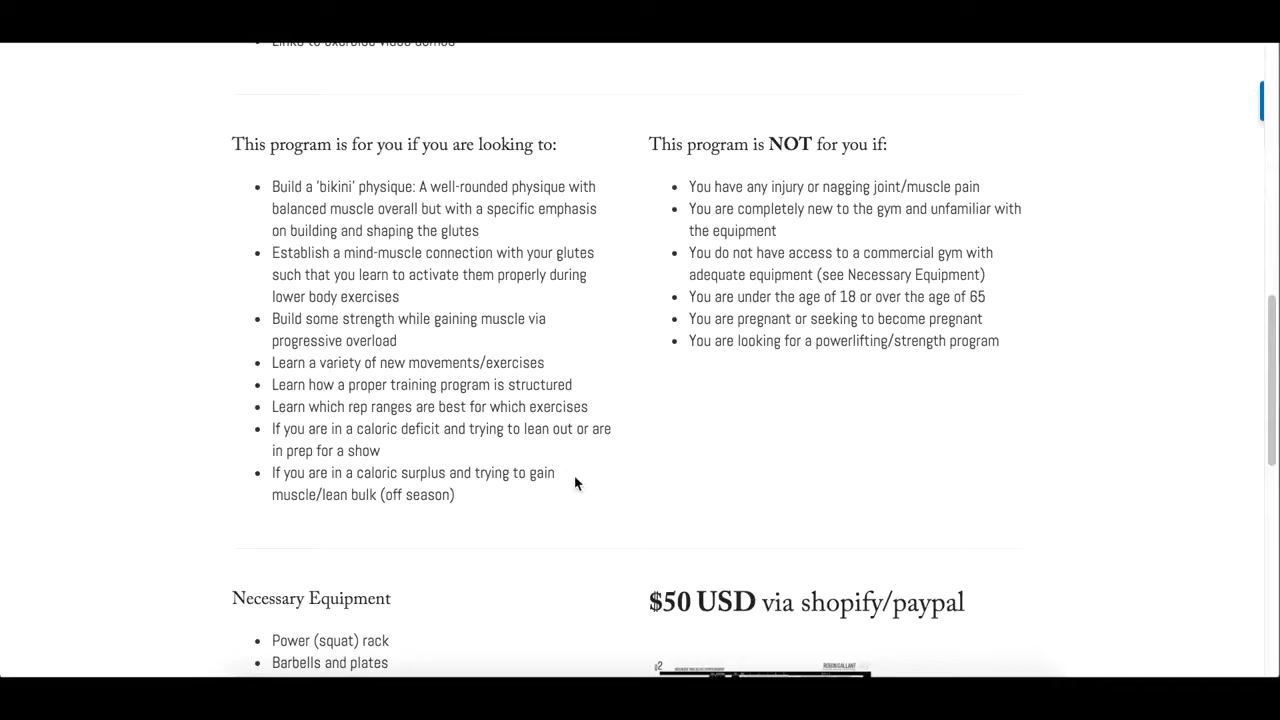 Links to exercise video demos
This program is for you if you are looking to:
Build a 'bikini' physique: A well-rounded physique with
balanced muscle overall but with a specific emphasis
on building and shaping the glutes
Establish a mind-muscle connection with your glutes
such that you learn to activate them properly during
lower body exercises
Build some strength while gaining muscle via
progressive overload
Learn a variety of new movements/exercises
Learn how a proper training program is structured
Learn which rep ranges are best for which exercises
If you are in a caloric deficit and trying to lean out or are
in prep for a show
If you are in a caloric surplus and trying to gain
muscle/lean bulk (off season)
This program is NOT for you if:
You have any injury or nagging joint/muscle pain
You are completely new to the gym and unfamiliar with
the equipment
You do not have access to a commercial gym with
adequate equipment (see Necessary Equipment)
You are under the age of 18 or over the age of 65
You are pregnant or seeking to become pregnant
You are looking for a powerlifting/strength program
Necessary Equipment
Power (squat) rack
Barbells and plates
$50 USD via shopify/paypal
ROBIN GALLANT